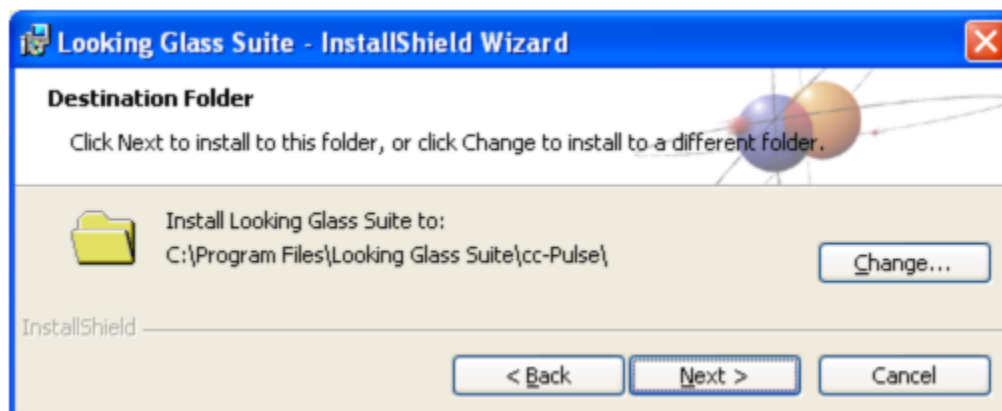 Looking Glass Suite - InstallShield Wizard
Destination Folder
Click Next to install to this folder, or click Change to install to a different folder.
Install Looking Glass Suite to:
C:\Program Files\Looking Glass Suite\cc-Pulse\
Change...
InstallShield
< Back
Next >
Cancel